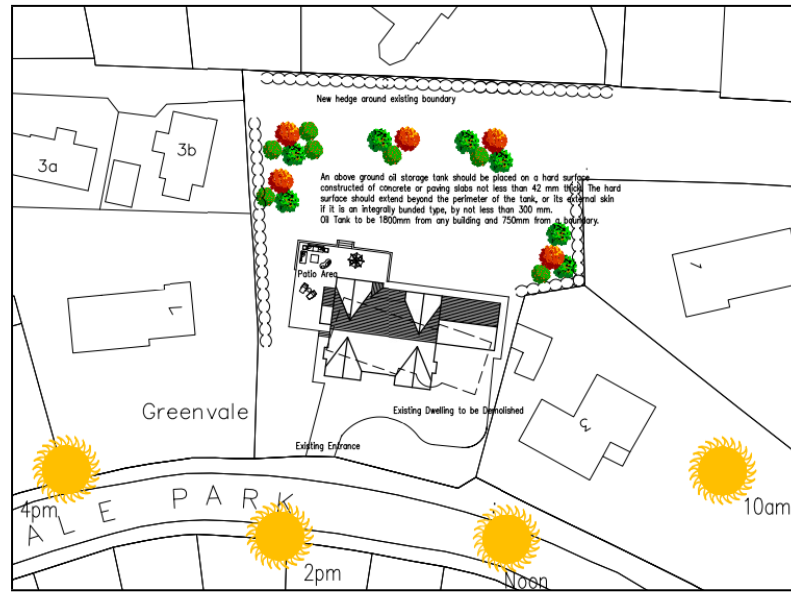 New hedge around existing boundary
3a
3b
An above ground oil storage tank should be placed on a hard surface
constructed of concrete or paving slabs not less than 42 mm thick. The hard
surface should extend beyond the perimeter of the tank, or its external skin
if it is an integrally bunded type, by not less than 300 mm.
Oil Tank to be 1800mm from any building and 750mm from a boundary.
Patio Area
7
1
3
Greenvale
Existing Dwelling to be Demolished
Existing Entrance
4pm
ALE PARK
2pm
Noon
10am